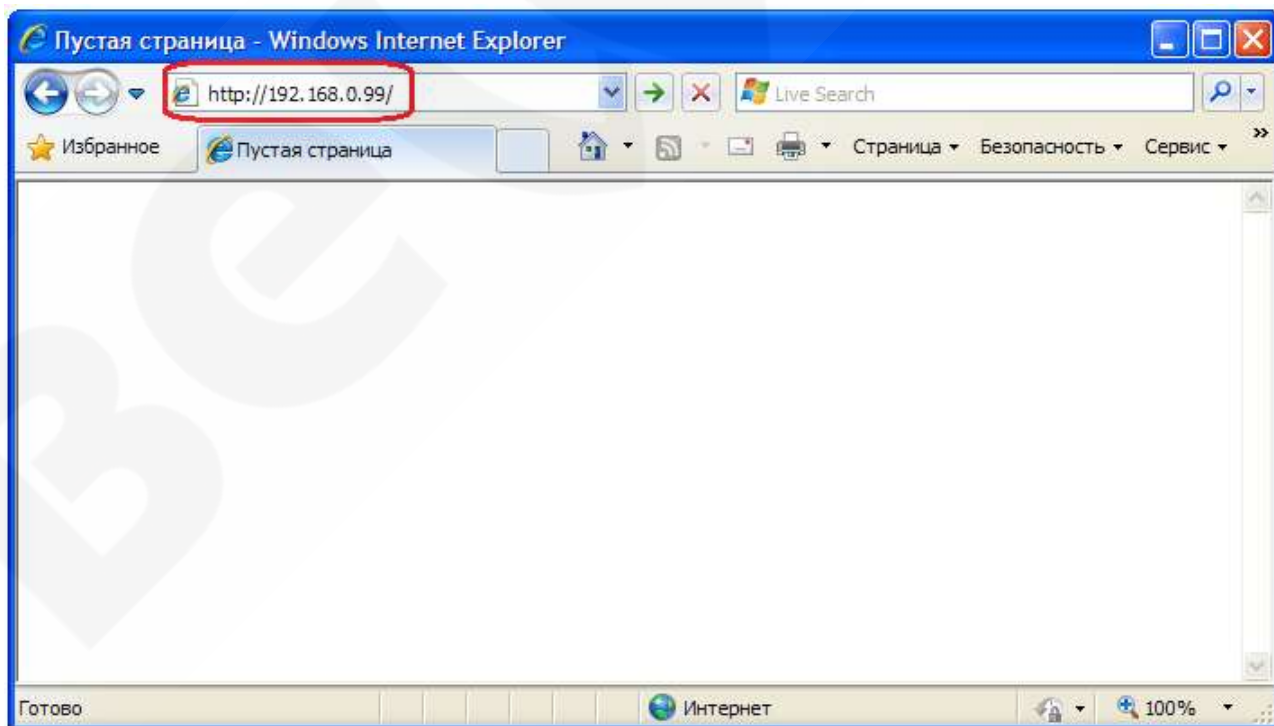 Пустая страница - Windows Internet Explorer
http://192.168.0.99/
Live Search
Избранное
Пустая страница
Страница
Безопасность
Сервис
»
Готово
Интернет
100%